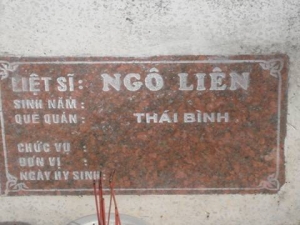 LIỆT SĨ: NGÔ LIÊN
SINH NĂM:
QUÊ QUÁN: THÁI BÌNH
CHỨC VỤ:
ĐƠN VỊ:
NGÀY HY SINH: